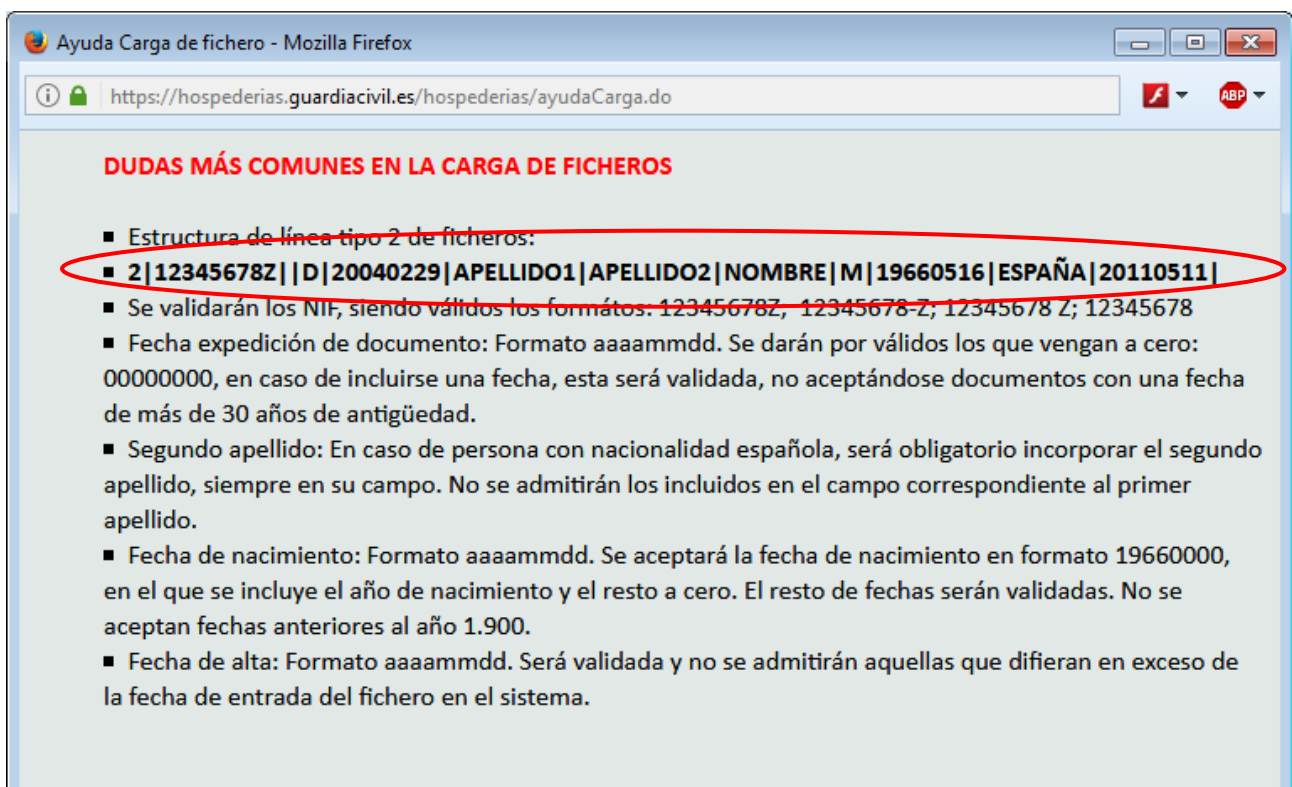 Ayuda Carga de fichero - Mozilla Firefox
https://hospederias.guardiacivil.es/hospederias/ayudaCarga.do
ABP
DUDAS MÁS COMUNES EN LA CARGA DE FICHEROS
■ Estructura de línea tipo 2 de ficheros:
■ 2|12345678Z||D|20040229|APELLIDO1|APELLIDO2|NOMBRE|M|19660516|ESPAÑA|20110511|
■ Se validarán los NIF, siendo válidos los formátos: 12345678Z; 12345678-Z; 12345678 Z; 12345678
■ Fecha expedición de documento: Formato aaaammdd. Se darán por válidos los que vengan a cero:
00000000, en caso de incluirse una fecha, esta será validada, no aceptándose documentos con una fecha
de más de 30 años de antigüedad.
■ Segundo apellido: En caso de persona con nacionalidad española, será obligatorio incorporar el segundo
apellido, siempre en su campo. No se admitirán los incluidos en el campo correspondiente al primer
apellido.
■ Fecha de nacimiento: Formato aaaammdd. Se aceptará la fecha de nacimiento en formato 19660000,
en el que se incluye el año de nacimiento y el resto a cero. El resto de fechas serán validadas. No se
aceptan fechas anteriores al año 1.900.
■ Fecha de alta: Formato aaaammdd. Será validada y no se admitirán aquellas que difieran en exceso de
la fecha de entrada del fichero en el sistema.